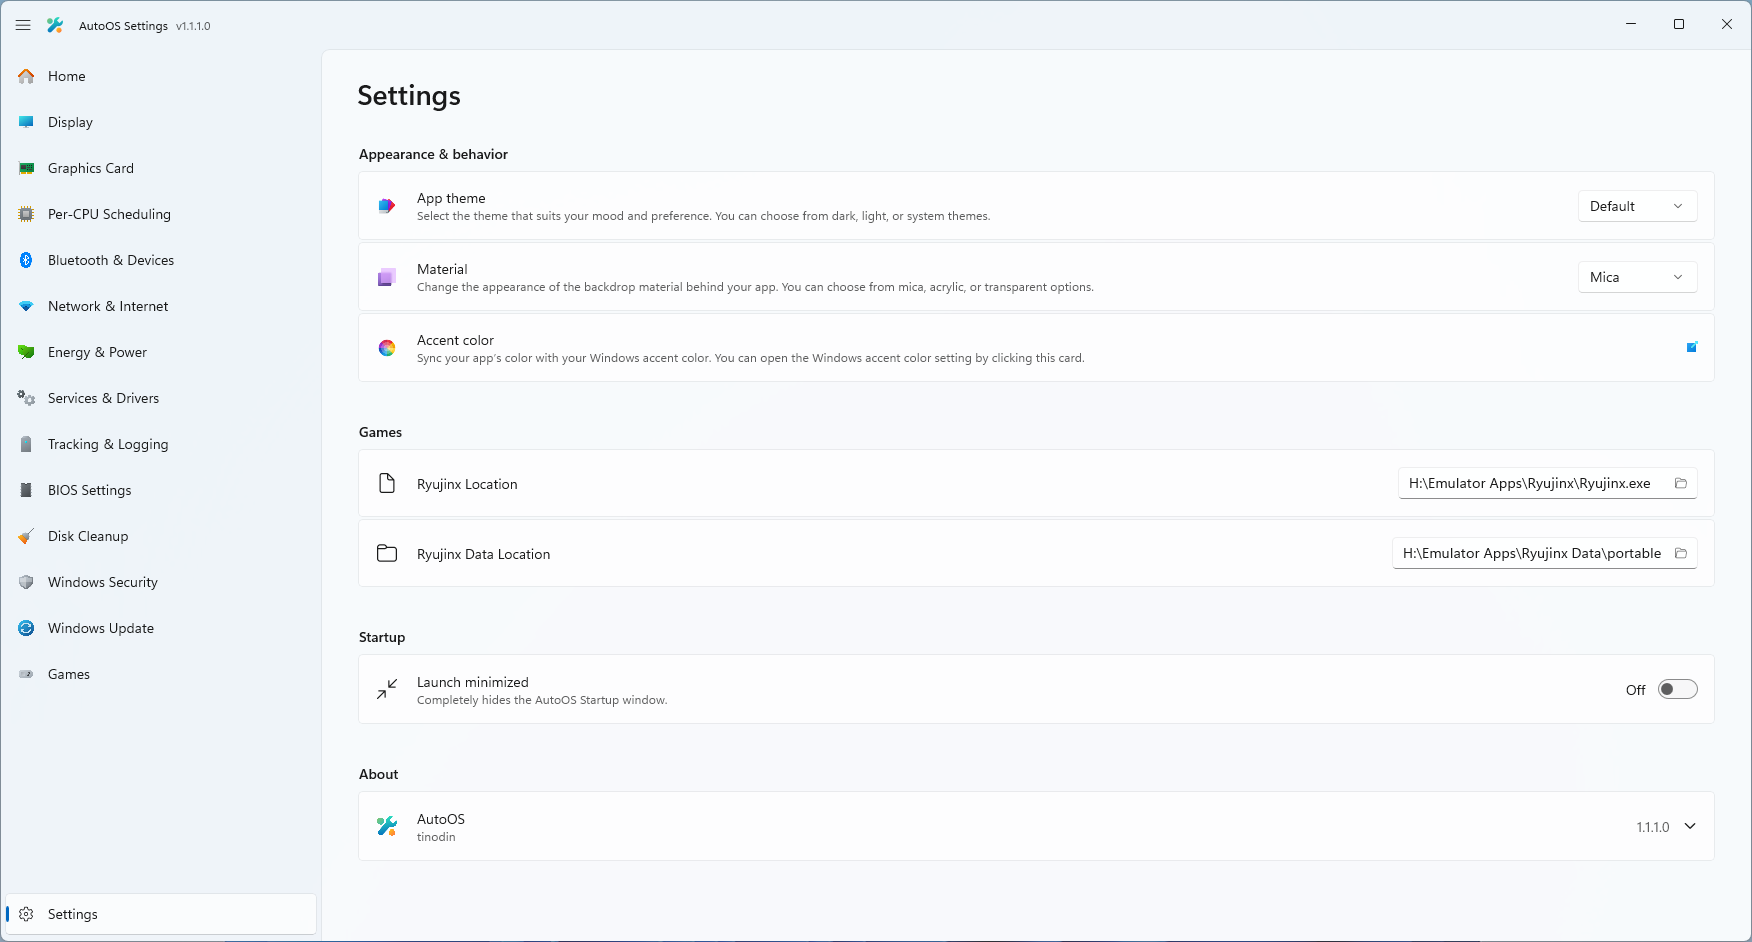 AutoOS Settings v1.1.1.0
Home
Display
Graphics Card
Per-CPU Scheduling
Bluetooth & Devices
Network & Internet
Energy & Power
Services & Drivers
Tracking & Logging
BIOS Settings
Disk Cleanup
Windows Security
Windows Update
Games
Settings
Settings
Appearance & behavior
App theme
Select the theme that suits your mood and preference. You can choose from dark, light, or system themes.
Default
Material
Change the appearance of the backdrop material behind your app. You can choose from mica, acrylic, or transparent options.
Mica
Accent color
Sync your app's color with your Windows accent color. You can open the Windows accent color setting by clicking this card.
Games
Ryujinx Location
H:\Emulator Apps\Ryujinx\Ryujinx.exe
Ryujinx Data Location
H:\Emulator Apps\Ryujinx Data\portable
Startup
Launch minimized
Completely hides the AutoOS Startup window.
Off
About
AutoOS
tinodin
1.1.1.0